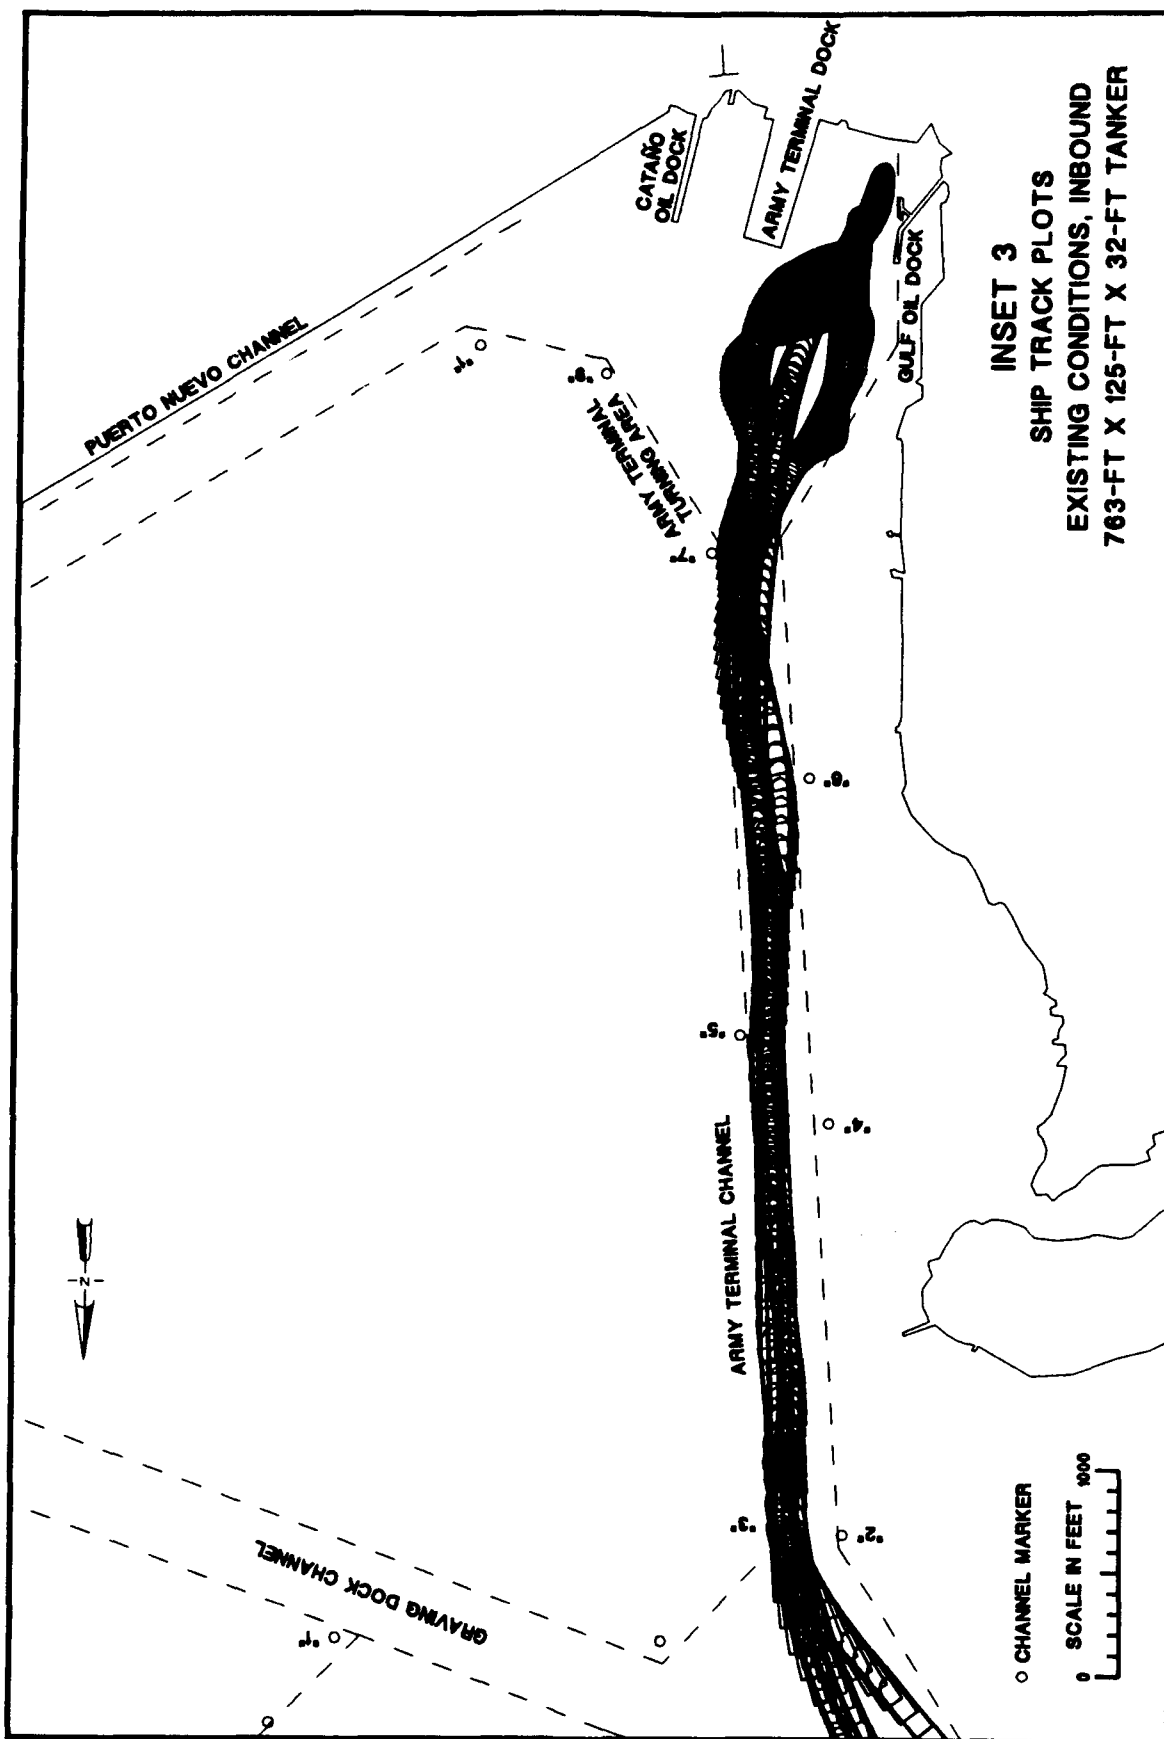 INSET 3
SHIP TRACK PLOTS
EXISTING CONDITIONS, INBOUND
763-FT X 125-FT X 32-FT TANKER
PUERTO NUEVO CHANNEL
CATAÑO
OIL DOCK
ARMY TERMINAL DOCK
GULF OIL DOCK
ARMY TERMINAL
TURNING AREA
ARMY TERMINAL CHANNEL
GRAVING DOCK CHANNEL
"1"
"9"
"7"
"6"
"5"
"4"
"3"
"2"
"1"
N
O CHANNEL MARKER
SCALE IN FEET
0 1000